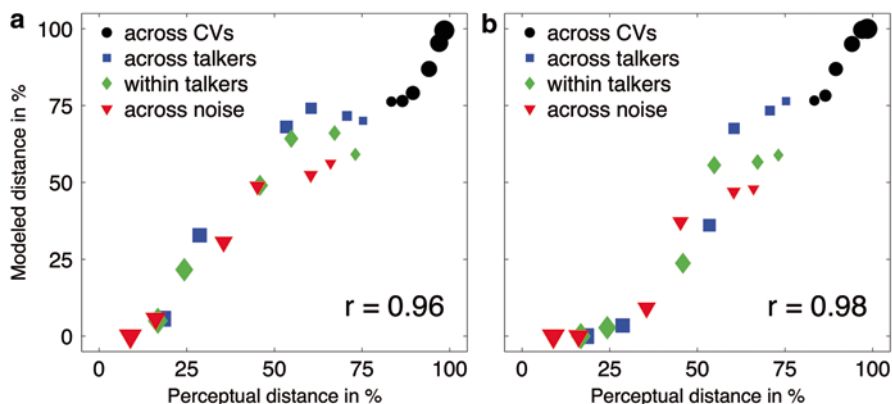 a
100
75
50
25
0
Modeled distance in %
across CVs
across talkers
within talkers
across noise
r = 0.96
0 25 50 75 100
Perceptual distance in %
b
across CVs
across talkers
within talkers
across noise
r = 0.98
0 25 50 75 100
Perceptual distance in %